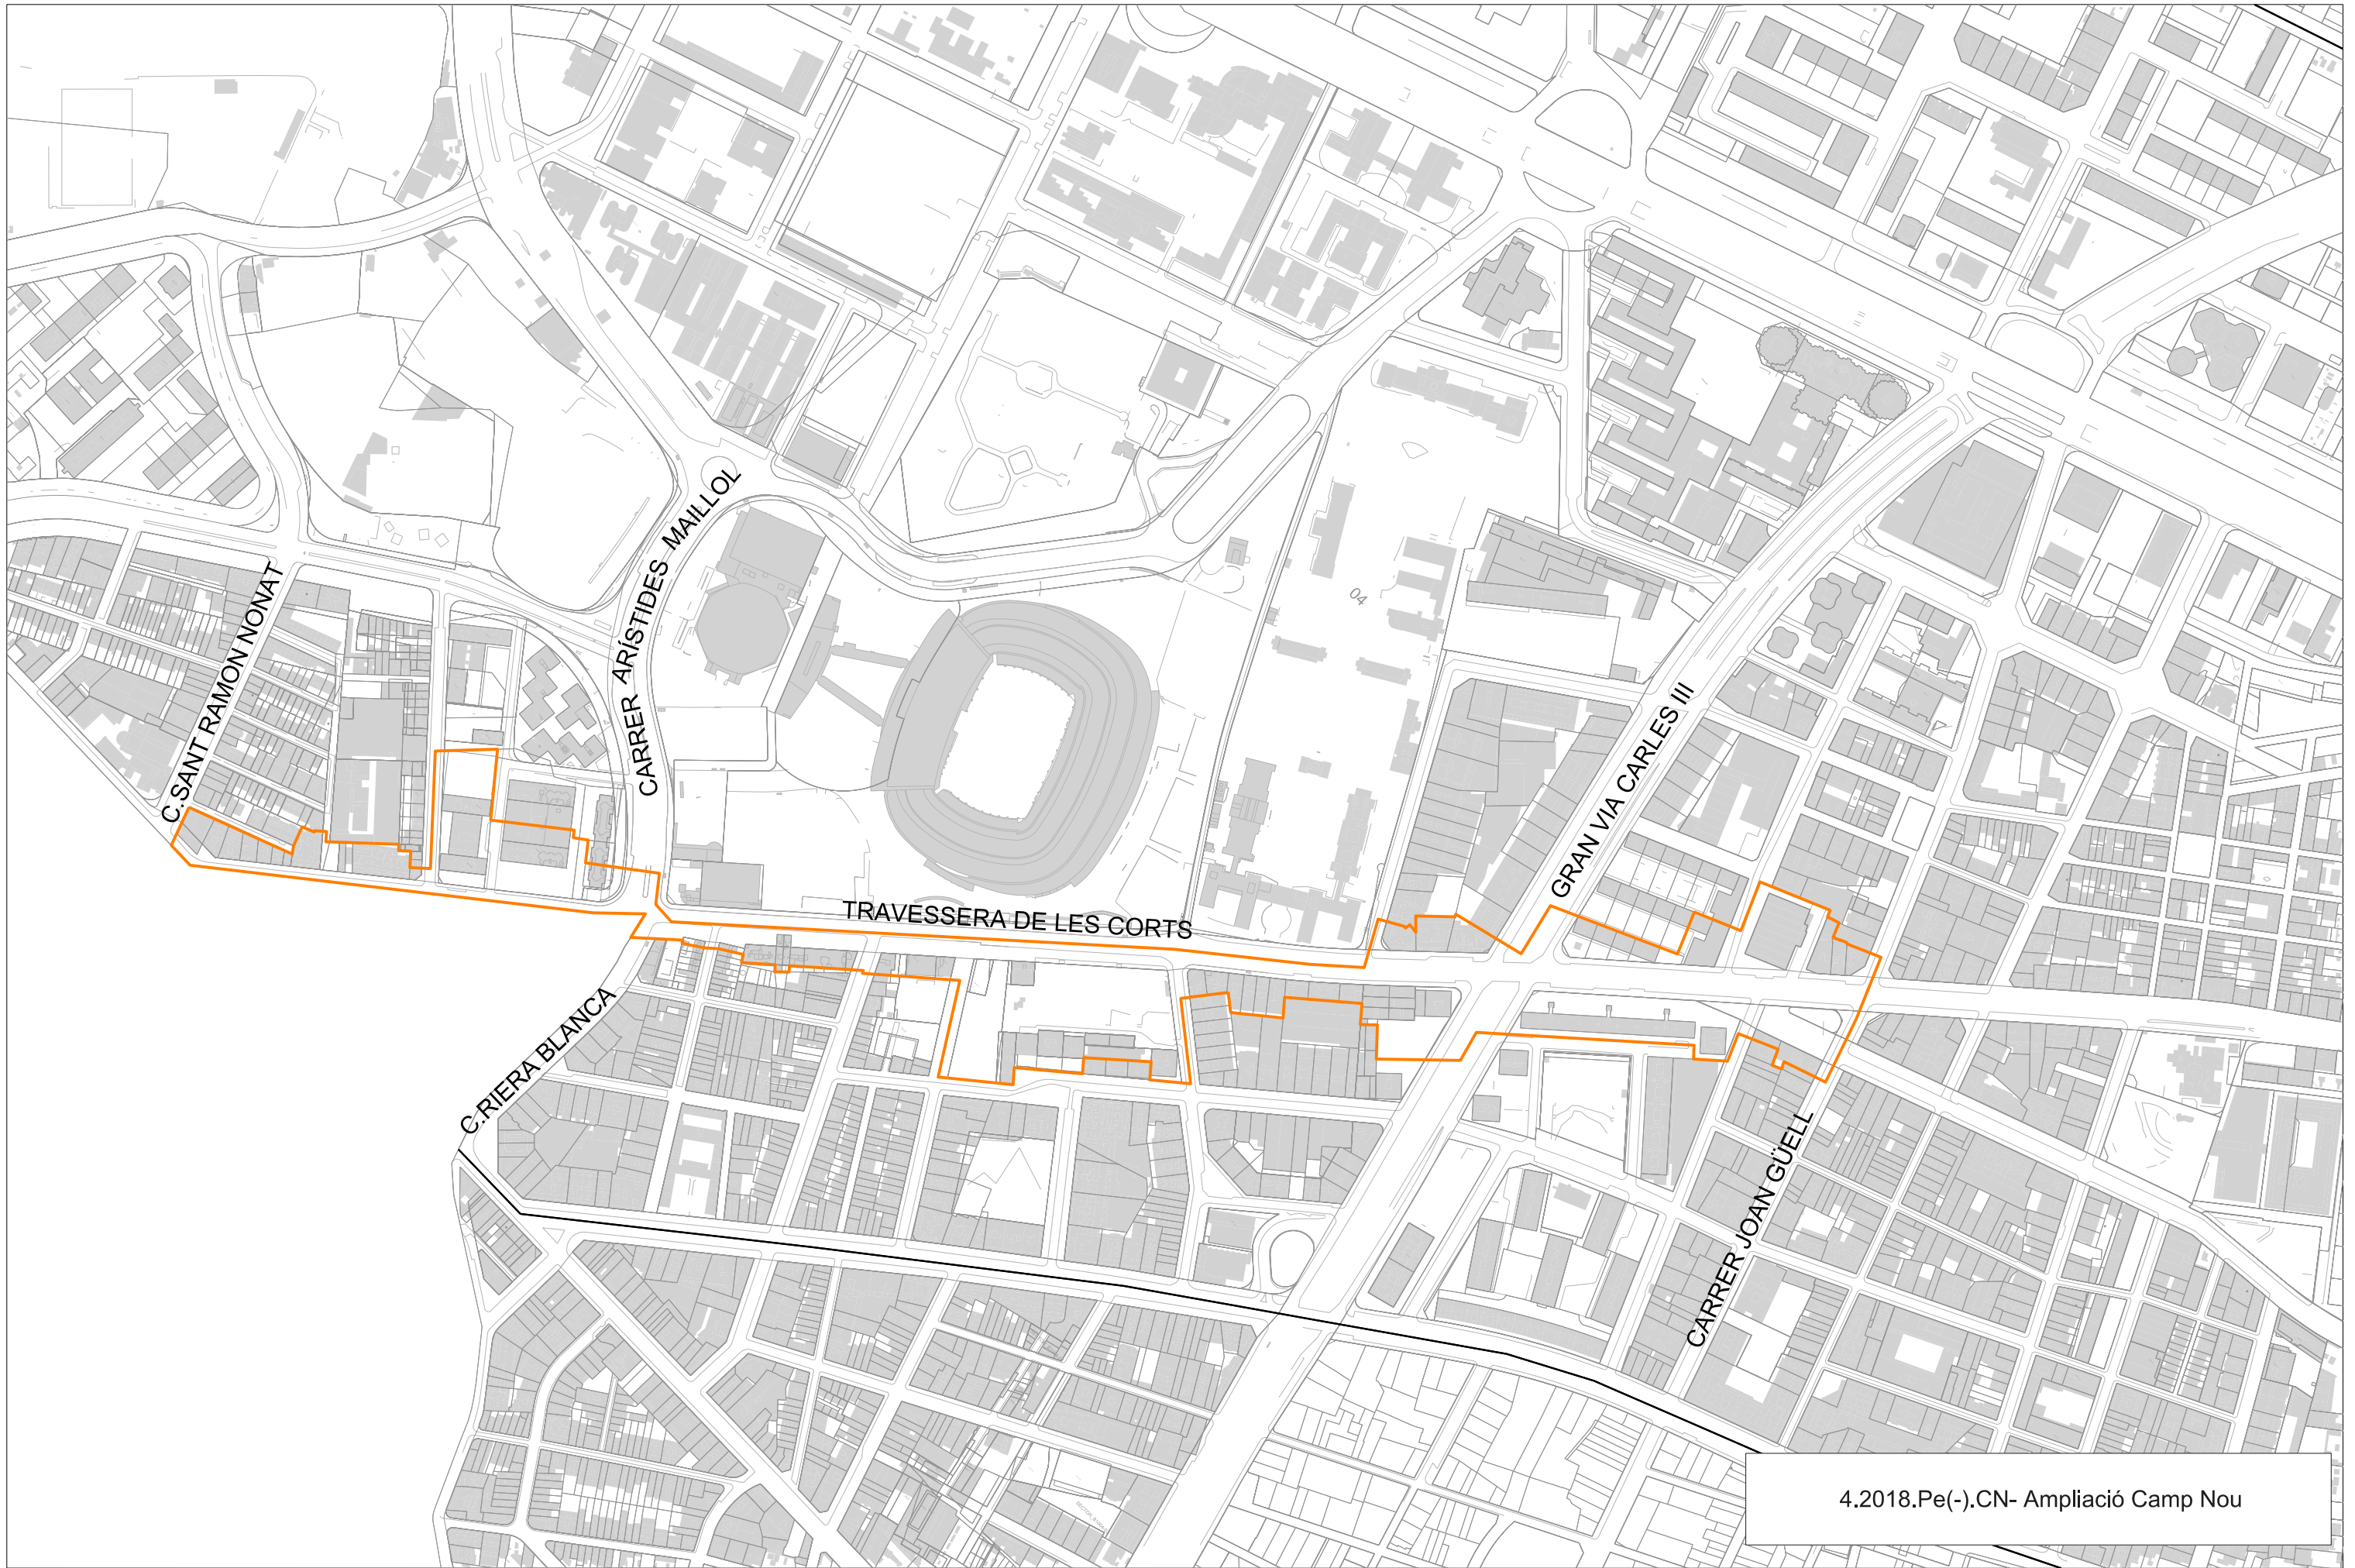 CARRER ARÍSTIDES MAILLOL
C.SANT RAMON NONAT
04
GRAN VIA CARLES III
TRAVESSERA DE LES CORTS
C.RIERA BLANCA
CARRER JOAN GÜELL
4.2018.Pe(-).CN- Ampliació Camp Nou